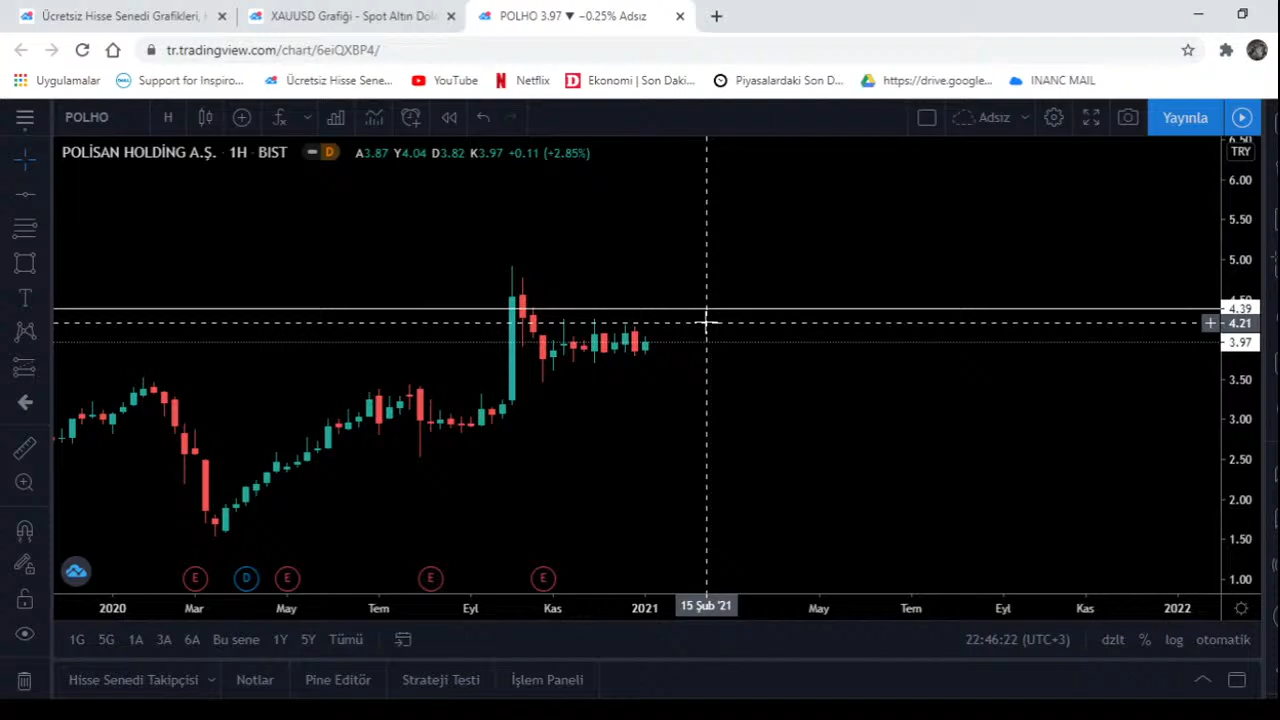 Ücretsiz Hisse Senedi Grafikleri, × XAUUSD Grafiği - Spot Altın Dol × POLHO 3.97 ▼ −0.25% Adsız × +
tr.tradingview.com/chart/6eiQXBP4/
Uygulamalar Support for Inspiro... Ücretsiz Hisse Sene... YouTube Netflix Ekonomi | Son Daki... Piyasalardaki Son D... https://drive.google... INANC MAIL
POLHO H Adsız Yayınla
POLİSAN HOLDİNG A.Ş. · 1H · BIST D A3.87 Y4.04 D3.82 K3.97 +0.11 (+2.85%)
6.50
TRY
6.00
5.50
5.00
4.50
4.39
4.21
3.97
3.50
3.00
2.50
2.00
1.50
1.00
E D E E E
2020 Mar May Tem Eyl Kas 2021 15 Şub '21 May Tem Eyl Kas 2022
1G 5G 1A 3A 6A Bu sene 1Y 5Y Tümü 22:46:22 (UTC+3) dzlt % log otomatik
Hisse Senedi Takipçisi Notlar Pine Editör Strateji Testi İşlem Paneli